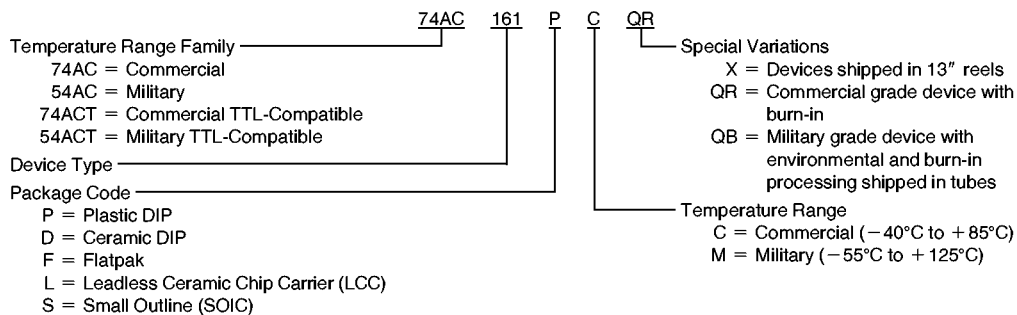 74AC 161 P C QR
Temperature Range Family
74AC = Commercial
54AC = Military
74ACT = Commercial TTL-Compatible
54ACT = Military TTL-Compatible
Device Type
Package Code
P = Plastic DIP
D = Ceramic DIP
F = Flatpak
L = Leadless Ceramic Chip Carrier (LCC)
S = Small Outline (SOIC)
Special Variations
X = Devices shipped in 13″ reels
QR = Commercial grade device with
burn-in
QB = Military grade device with
environmental and burn-in
processing shipped in tubes
Temperature Range
C = Commercial (−40°C to +85°C)
M = Military (−55°C to +125°C)